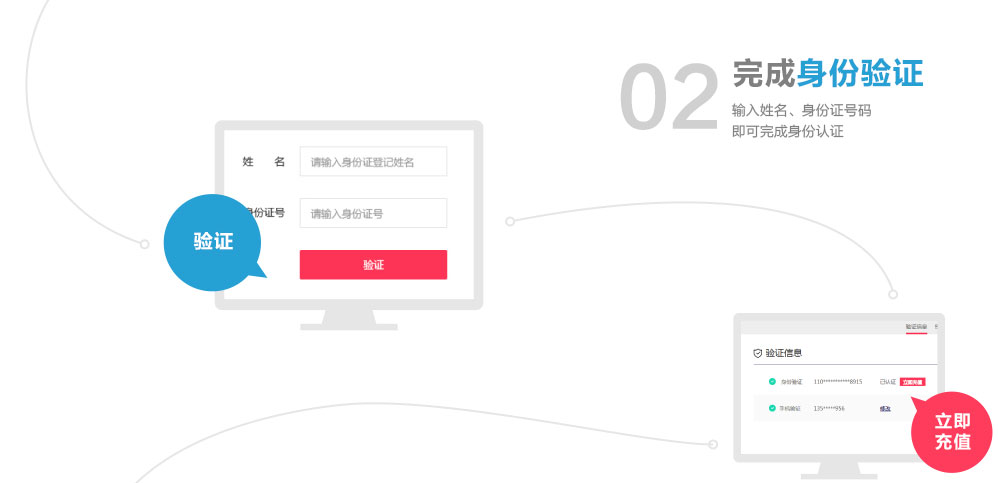 02 完成身份验证
输入姓名、身份证号码
即可完成身份认证
姓 名 请输入身份证登记姓名
身份证号 请输入身份证号
验证
验证
验证信息
验证信息
身份验证 110***********8915 已认证 立即充值
手机验证 135*****956 修改
立即
充值